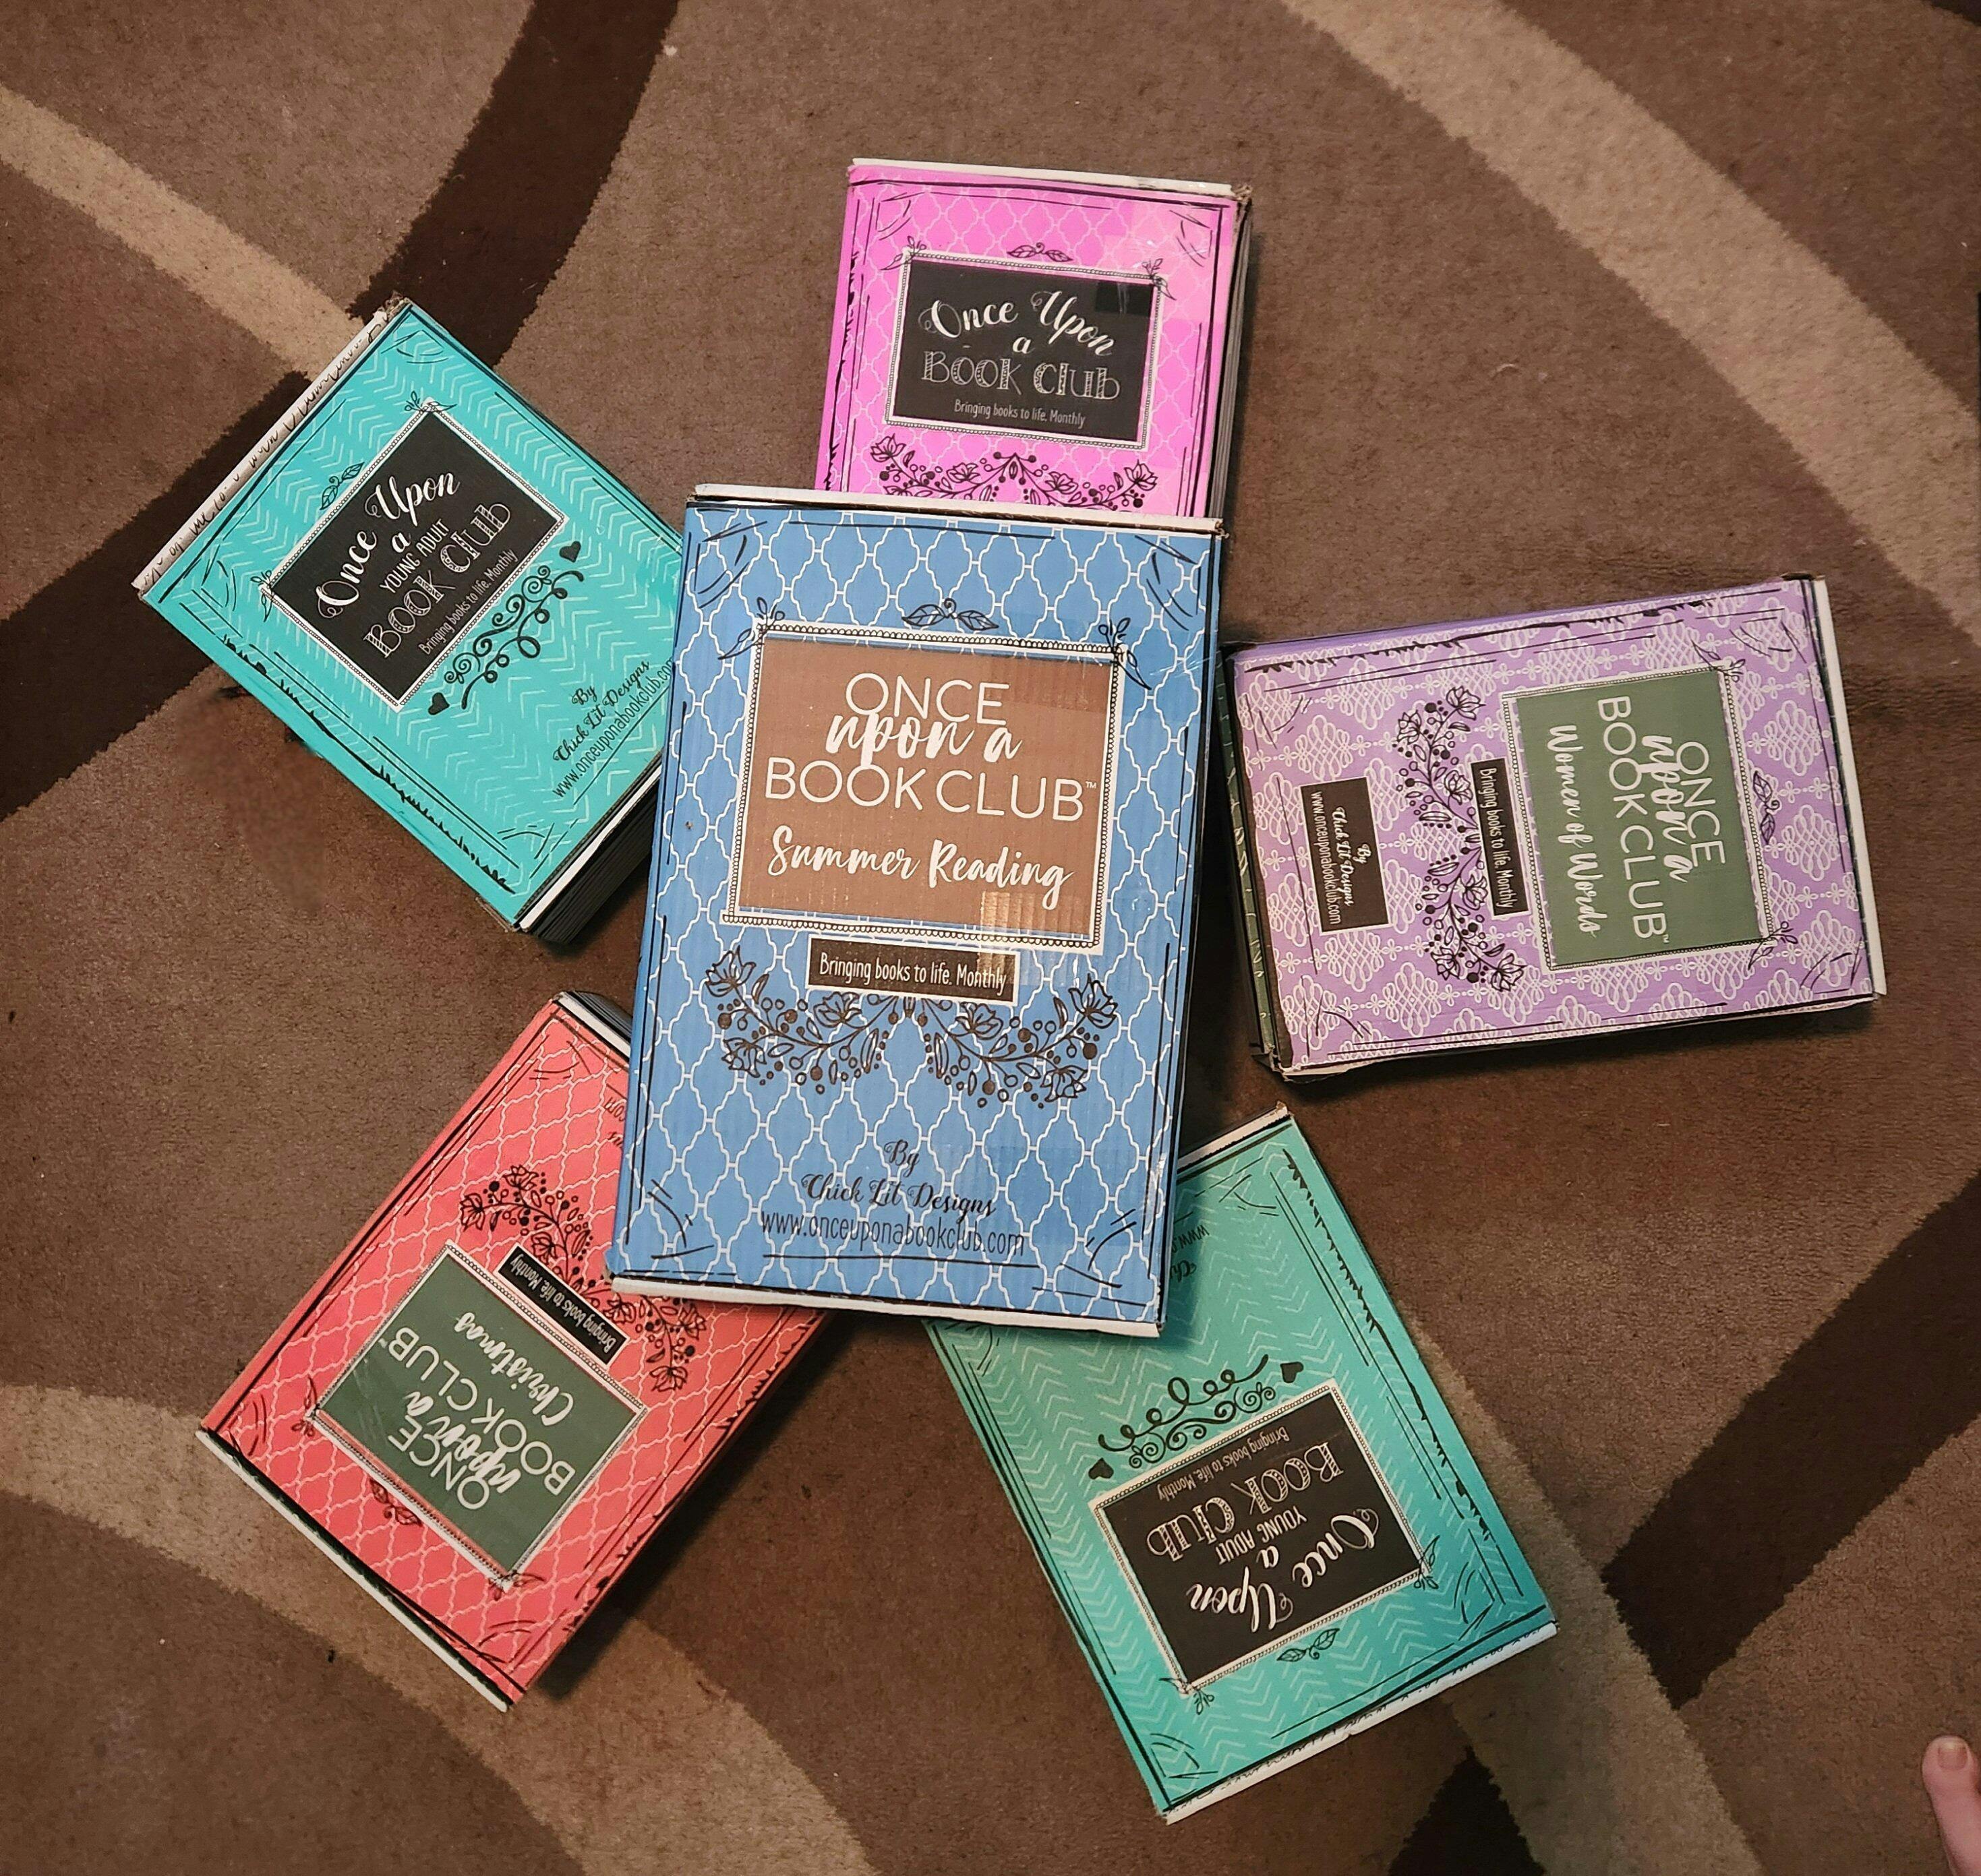 Once Upon
a
BOOK Club
Bringing books to life. Monthly
Once Upon
a
YOUNG ADULT
BOOK Club
Bringing books to life. Monthly
By
Chick Lit Designs
www.onceuponabookclub.com
ONCE
upon a
BOOK CLUB™
Summer Reading
Bringing books to life. Monthly
By
Chick Lit Designs
www.onceuponabookclub.com
ONCE
upon a
BOOK CLUB™
Women of Words
Bringing books to life. Monthly
By
Chick Lit Designs
www.onceuponabookclub.com
ONCE
upon a
BOOK CLUB™
Christmas
Bringing books to life. Monthly
Once Upon
a
YOUNG ADULT
BOOK Club
Bringing books to life. Monthly